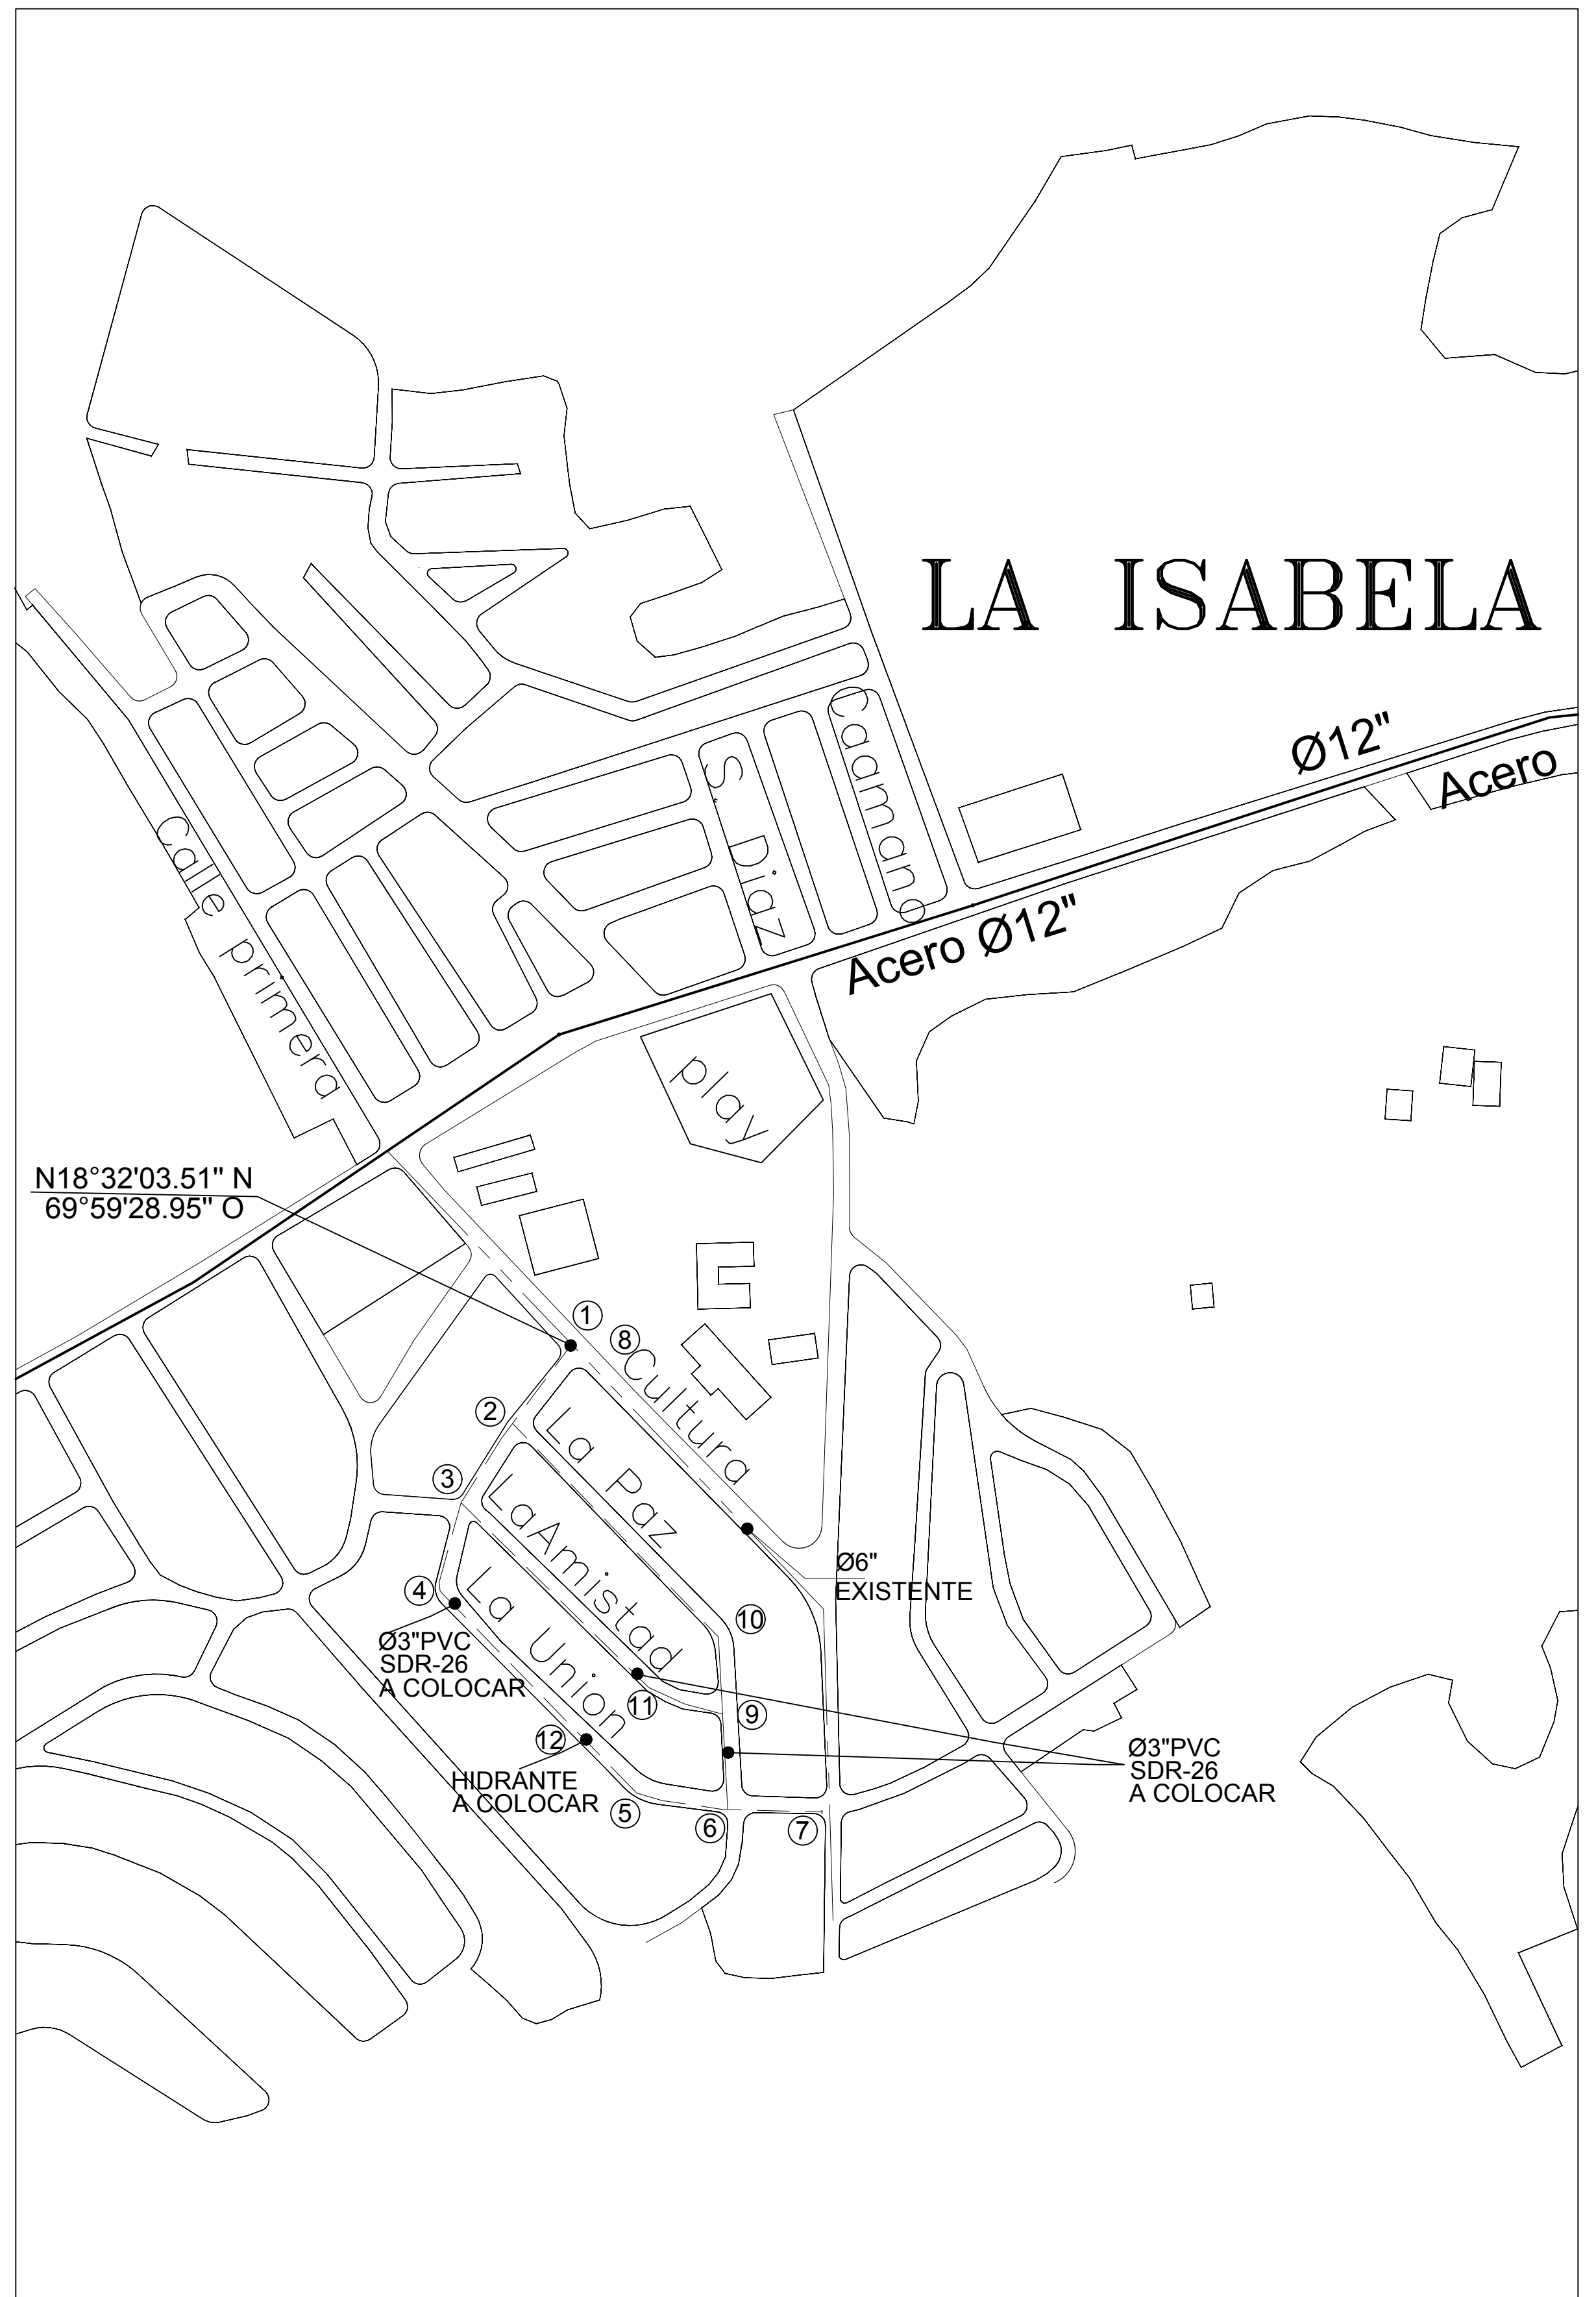 LA ISABELA
Ø12"
Acero
Caamano
S. Diaz
Calle primera
Acero Ø12"
play
N18°32'03.51" N
69°59'28.95" O
1
8
Cultura
2
La Paz
3
LaAmistad
Ø6"
EXISTENTE
4
La Union
10
Ø3"PVC
SDR-26
A COLOCAR
11
9
12
Ø3"PVC
SDR-26
A COLOCAR
HIDRANTE
A COLOCAR
5
6
7